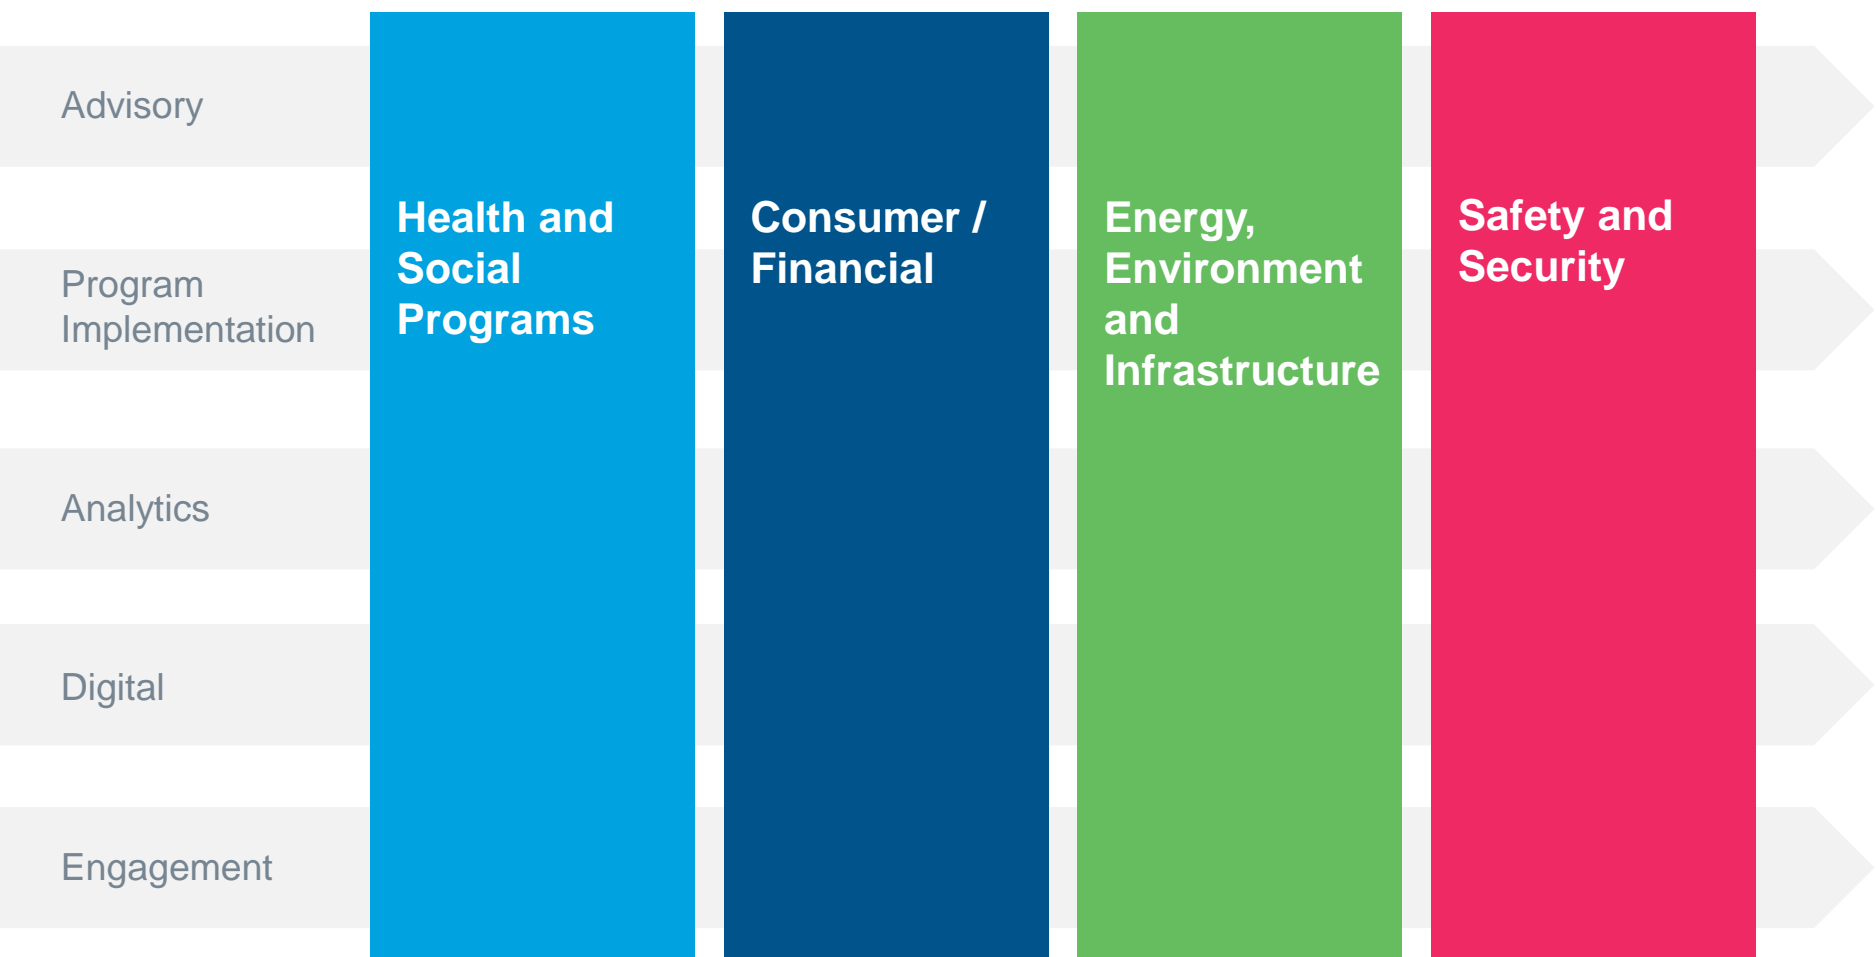 Advisory
Program
Implementation
Analytics
Digital
Engagement
Health and
Social
Programs
Consumer /
Financial
Energy,
Environment
and
Infrastructure
Safety and
Security